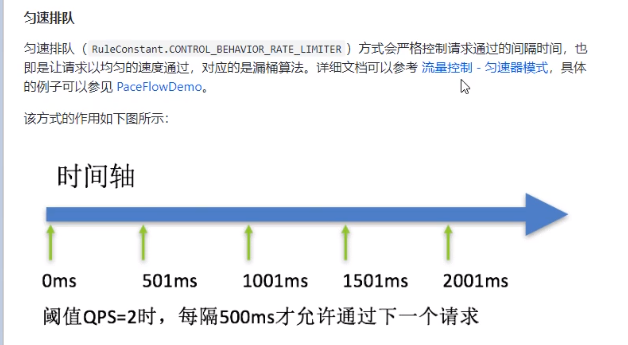 匀速排队
匀速排队（RuleConstant.CONTROL_BEHAVIOR_RATE_LIMITER）方式会严格控制请求通过的间隔时间，也
即是让请求以均匀的速度通过，对应的是漏桶算法。详细文档可以参考 流量控制 - 匀速器模式，具体
的例子可以参见 PaceFlowDemo。
该方式的作用如下图所示：
时间轴
0ms 501ms 1001ms 1501ms 2001ms
阈值QPS=2时，每隔500ms才允许通过下一个请求